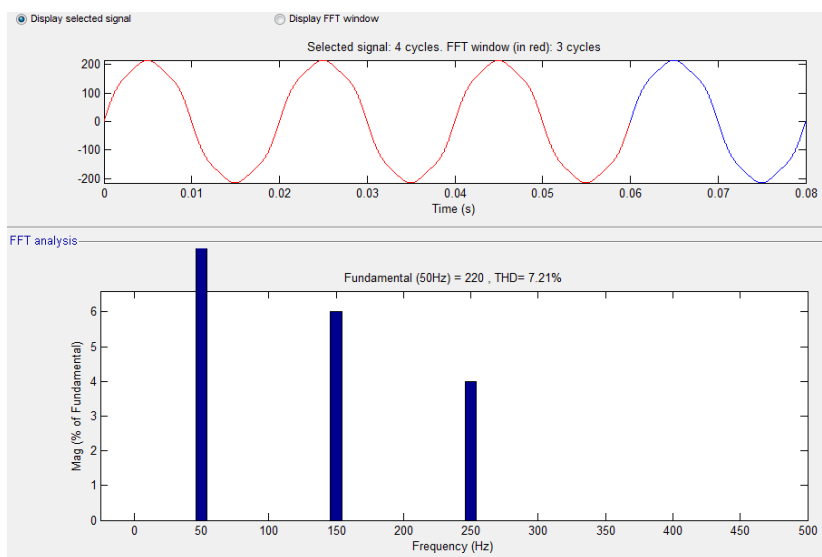 Display selected signal Display FFT window
Selected signal: 4 cycles. FFT window (in red): 3 cycles
200
100
0
-100
-200
0 0.01 0.02 0.03 0.04 0.05 0.06 0.07 0.08
Time (s)
FFT analysis
Fundamental (50Hz) = 220 , THD= 7.21%
Mag (% of Fundamental)
6
5
4
3
2
1
0
0 50 100 150 200 250 300 350 400 450 500
Frequency (Hz)